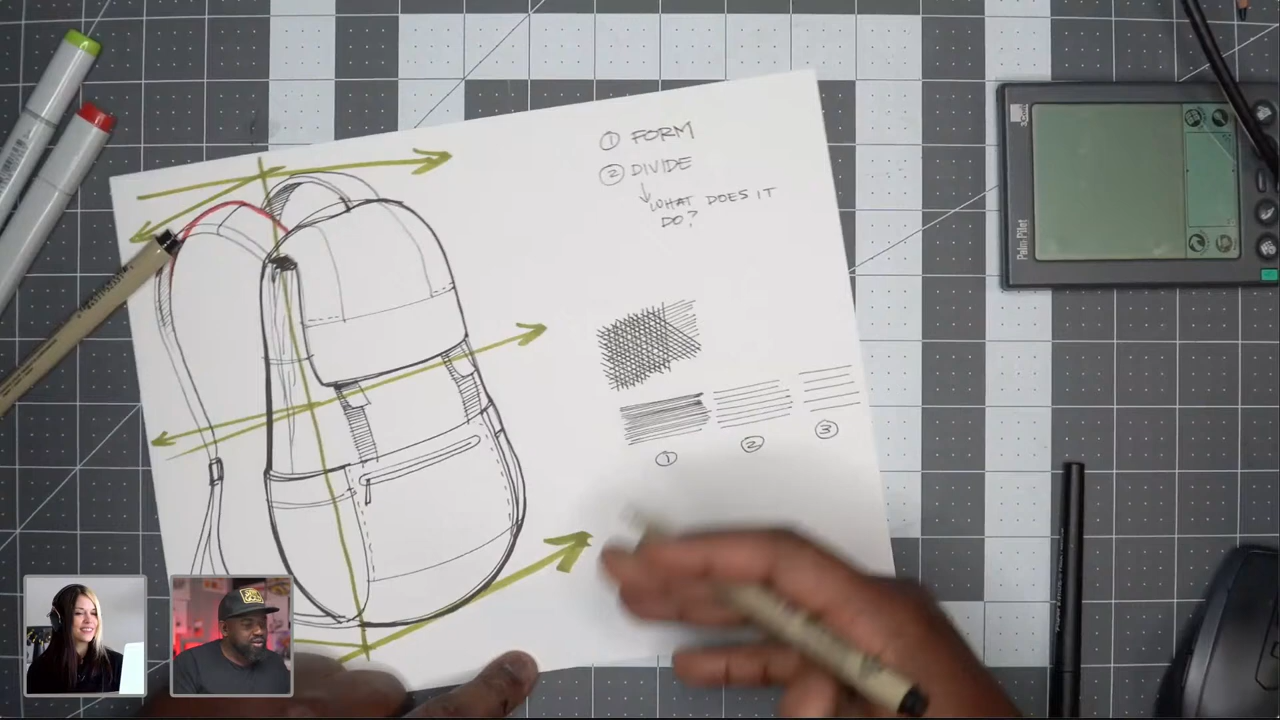 ① FORM
② DIVIDE
WHAT DOES IT
DO?
①
②
③
Palm Pilot